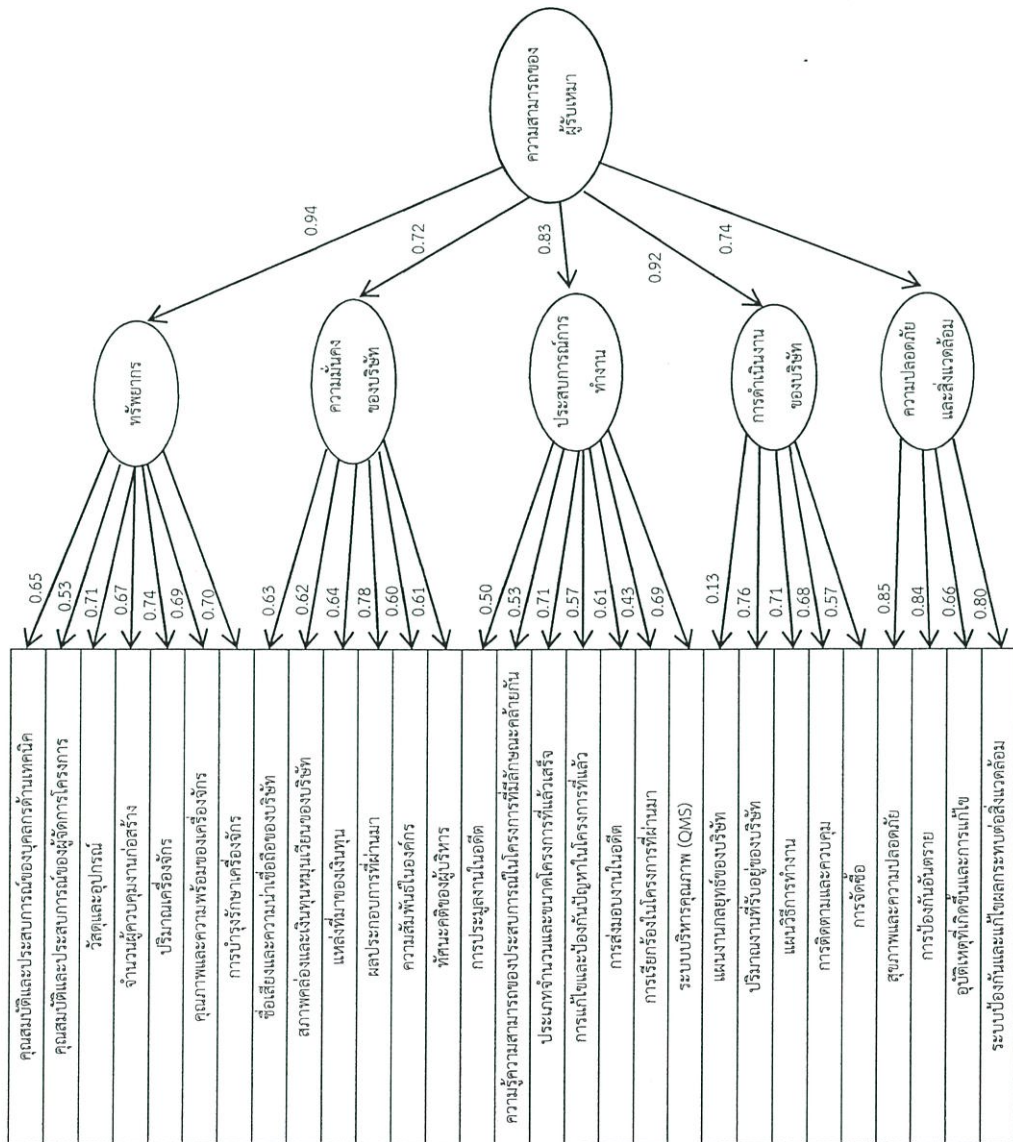 ความสามารถของ
ผู้รับเหมา
0.94
0.72
0.83
0.92
0.74
ทรัพยากร
ความมั่นคง
ของบริษัท
ประสบการณ์การ
ทำงาน
การดำเนินงาน
ของบริษัท
ความปลอดภัย
และสิ่งแวดล้อม
0.65
0.53
0.71
0.67
0.74
0.69
0.70
0.63
0.62
0.64
0.78
0.60
0.61
0.50
0.53
0.71
0.57
0.61
0.43
0.69
0.13
0.76
0.71
0.68
0.57
0.85
0.84
0.66
0.80
คุณสมบัติและประสบการณ์ของบุคลกรด้านเทคนิค
คุณสมบัติและประสบการณ์ของผู้จัดการโครงการ
วัสดุและอุปกรณ์
จำนวนผู้ควบคุมงานก่อสร้าง
ปริมาณเครื่องจักร
คุณภาพและความพร้อมของเครื่องจักร
การบำรุงรักษาเครื่องจักร
ชื่อเสียงและความน่าเชื่อถือของบริษัท
สภาพคล่องและเงินทุนหมุนเวียนของบริษัท
แหล่งที่มาของเงินทุน
ผลประกอบการที่ผ่านมา
ความสัมพันธ์ในองค์กร
ทัศนะคติของผู้บริหาร
การประมูลงานในอดีต
ความรู้ความสามารถของประสบการณ์ในโครงการที่มีลักษณะคล้ายกัน
ประเภทจำนวนและขนาดโครงการที่แล้วเสร็จ
การแก้ไขและป้องกันปัญหาในโครงการที่แล้ว
การส่งมอบงานในอดีต
การเรียกร้องในโครงการที่ผ่านมา
ระบบบริหารคุณภาพ (QMS)
แผนงานกลยุทธ์ของบริษัท
ปริมาณงานที่รับอยู่ของบริษัท
แผนวิธีการทำงาน
การติดตามและควบคุม
การจัดซื้อ
สุขภาพและความปลอดภัย
การป้องกันอันตราย
อุบัติเหตุที่เกิดขึ้นและการแก้ไข
ระบบป้องกันและแก้ไขผลกระทบต่อสิ่งแวดล้อม